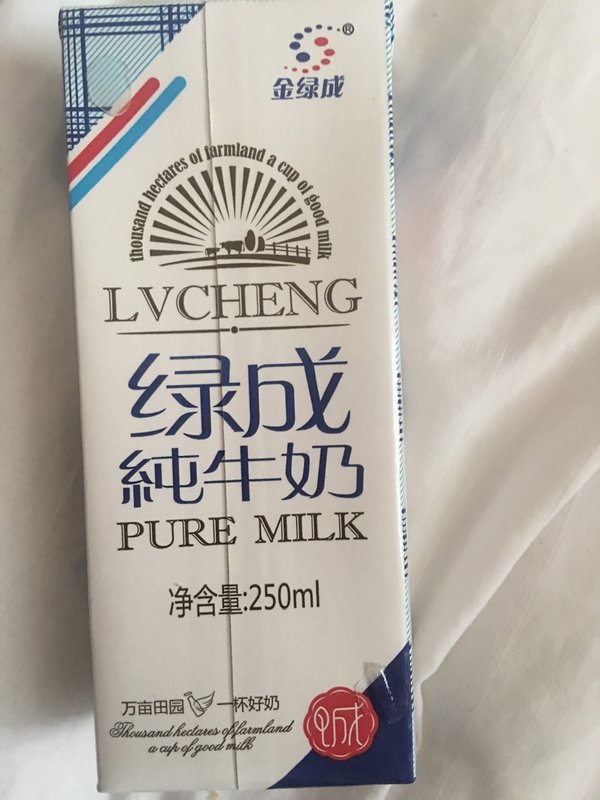 ®
金绿成
thousand hectares of farmland a cup of good milk
LVCHENG
绿成
純牛奶
PURE MILK
净含量:250ml
万亩田园 一杯好奶
Thousand hectares of farmland
a cup of good milk